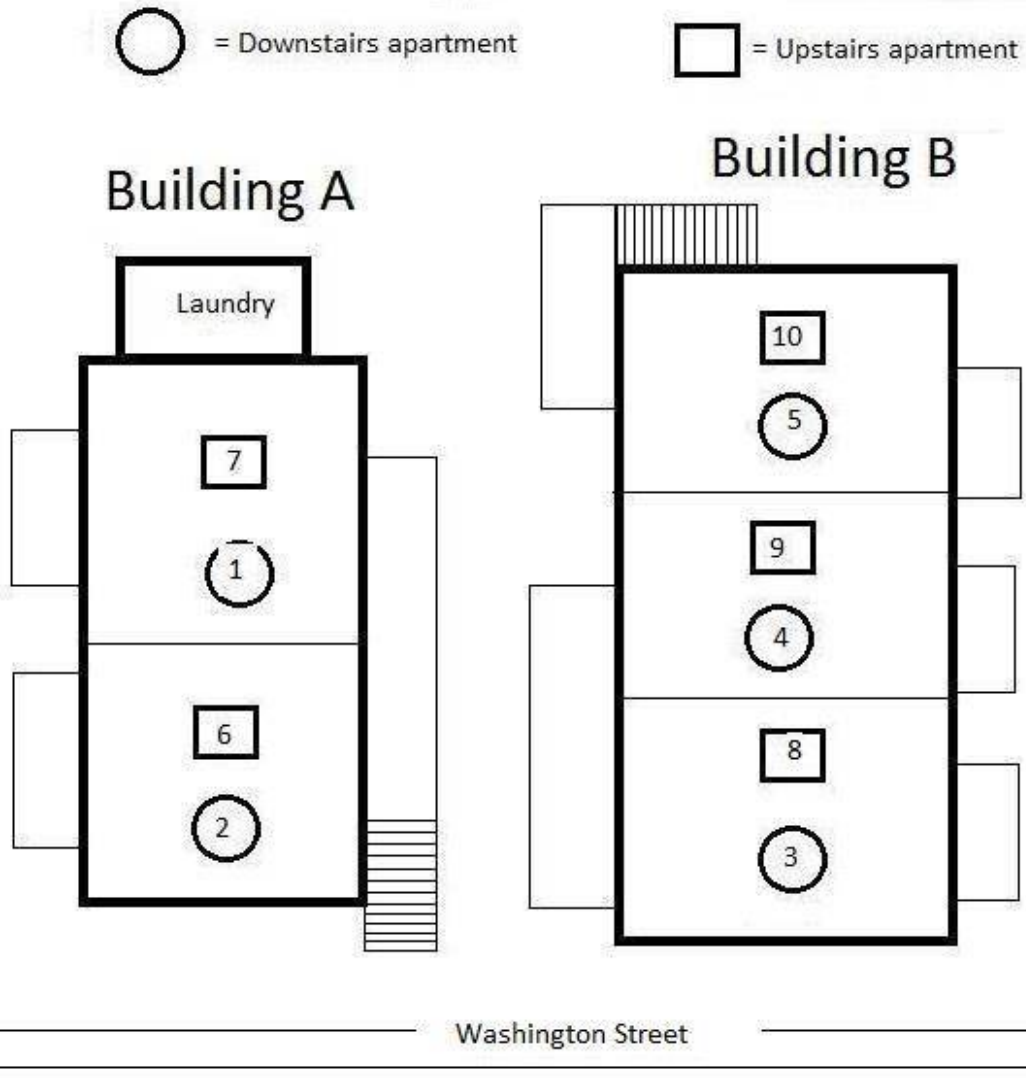 = Downstairs apartment
= Upstairs apartment
Building A
Building B
Laundry
7
1
6
2
10
5
9
4
8
3
Washington Street